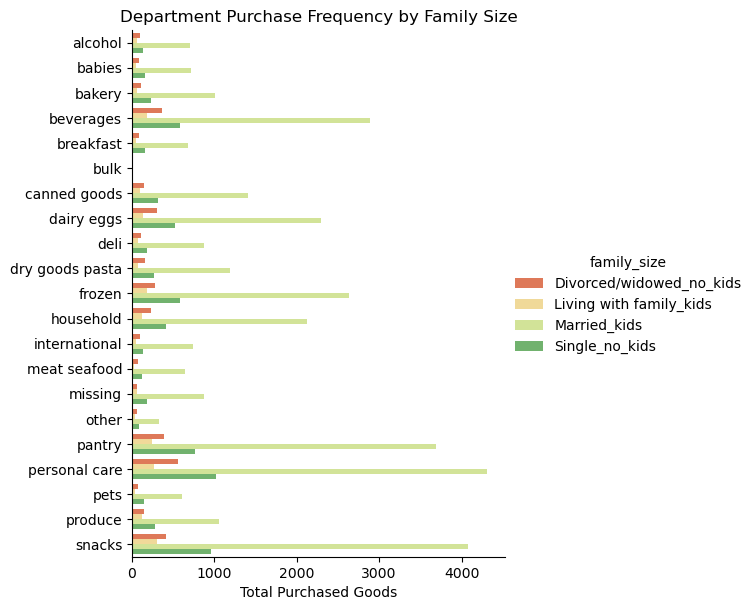 Department Purchase Frequency by Family Size
alcohol
babies
bakery
beverages
breakfast
bulk
canned goods
dairy eggs
deli
dry goods pasta
frozen
household
international
meat seafood
missing
other
pantry
personal care
pets
produce
snacks
0 1000 2000 3000 4000
Total Purchased Goods
family_size
Divorced/widowed_no_kids
Living with family_kids
Married_kids
Single_no_kids